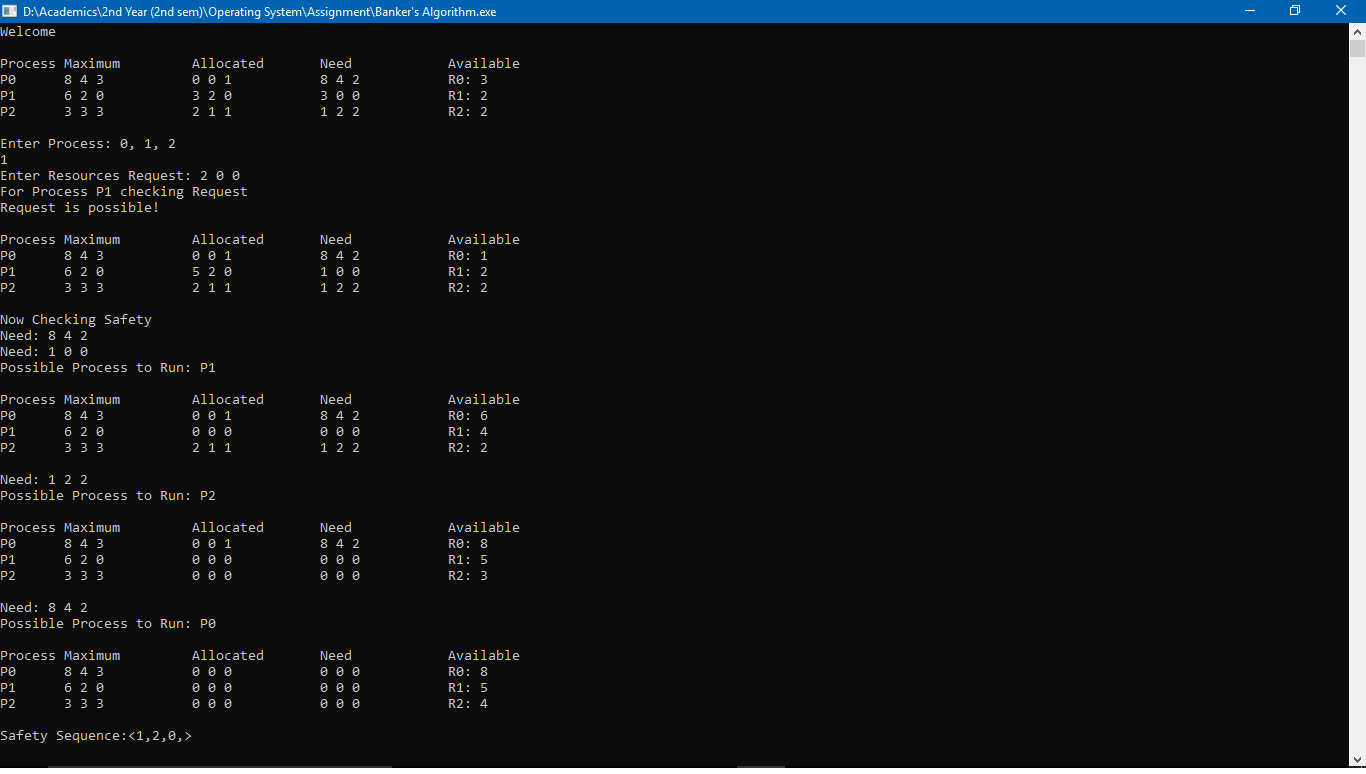 D:\Academics\2nd Year (2nd sem)\Operating System\Assignment\Banker's Algorithm.exe
Welcome
Process Maximum Allocated Need Available
P0 8 4 3 0 0 1 8 4 2 R0: 3
P1 6 2 0 3 2 0 3 0 0 R1: 2
P2 3 3 3 2 1 1 1 2 2 R2: 2
Enter Process: 0, 1, 2
1
Enter Resources Request: 2 0 0
For Process P1 checking Request
Request is possible!
Process Maximum Allocated Need Available
P0 8 4 3 0 0 1 8 4 2 R0: 1
P1 6 2 0 5 2 0 1 0 0 R1: 2
P2 3 3 3 2 1 1 1 2 2 R2: 2
Now Checking Safety
Need: 8 4 2
Need: 1 0 0
Possible Process to Run: P1
Process Maximum Allocated Need Available
P0 8 4 3 0 0 1 8 4 2 R0: 6
P1 6 2 0 0 0 0 0 0 0 R1: 4
P2 3 3 3 2 1 1 1 2 2 R2: 2
Need: 1 2 2
Possible Process to Run: P2
Process Maximum Allocated Need Available
P0 8 4 3 0 0 1 8 4 2 R0: 8
P1 6 2 0 0 0 0 0 0 0 R1: 5
P2 3 3 3 0 0 0 0 0 0 R2: 3
Need: 8 4 2
Possible Process to Run: P0
Process Maximum Allocated Need Available
P0 8 4 3 0 0 0 0 0 0 R0: 8
P1 6 2 0 0 0 0 0 0 0 R1: 5
P2 3 3 3 0 0 0 0 0 0 R2: 4
Safety Sequence:<1,2,0,>